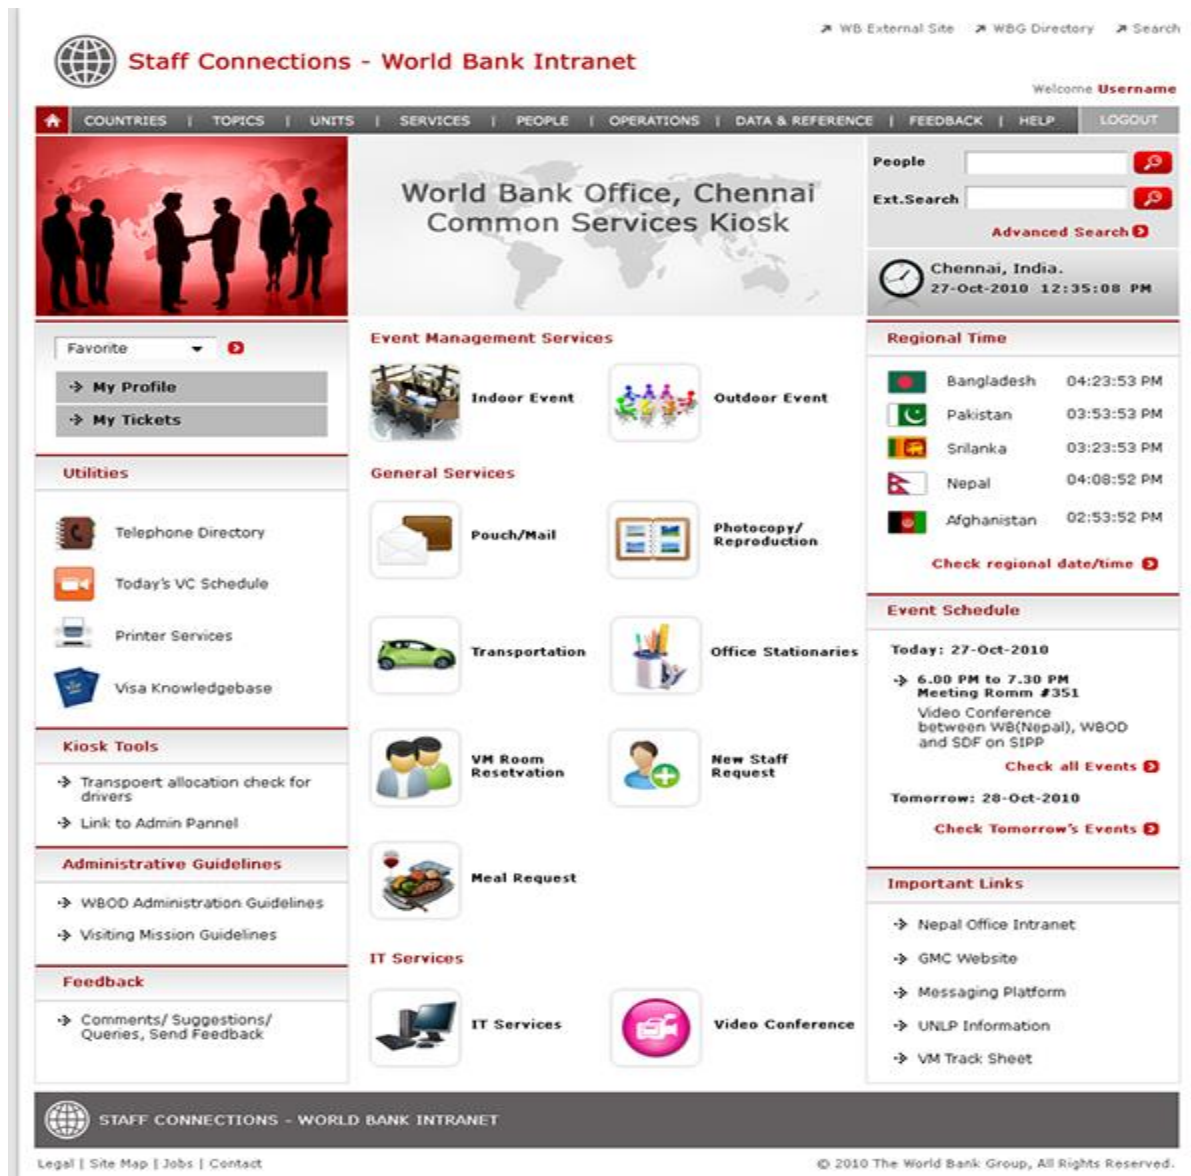 WB External Site
WBG Directory
Search
Staff Connections - World Bank Intranet
Welcome Username
COUNTRIES | TOPICS | UNITS | SERVICES | PEOPLE | OPERATIONS | DATA & REFERENCE | FEEDBACK | HELP
LOGOUT
World Bank Office, Chennai
Common Services Kiosk
People
Ext.Search
Advanced Search
Chennai, India.
27-Oct-2010 12:35:08 PM
Favorite
My Profile
My Tickets
Utilities
Telephone Directory
Today's VC Schedule
Printer Services
Visa Knowledgebase
Kiosk Tools
Transpoert allocation check for
drivers
Link to Admin Pannel
Administrative Guidelines
WBOD Administration Guidelines
Visiting Mission Guidelines
Feedback
Comments/ Suggestions/
Queries, Send Feedback
Event Management Services
Indoor Event
Outdoor Event
General Services
Pouch/Mail
Photocopy/
Reproduction
Transportation
Office Stationaries
VM Room
Resetvation
New Staff
Request
Meal Request
IT Services
IT Services
Video Conference
Regional Time
Bangladesh 04:23:53 PM
Pakistan 03:53:53 PM
Srilanka 03:23:53 PM
Nepal 04:08:52 PM
Afghanistan 02:53:52 PM
Check regional date/time
Event Schedule
Today: 27-Oct-2010
6.00 PM to 7.30 PM
Meeting Romm #351
Video Conference
between WB(Nepal), WBOD
and SDF on SIPP
Check all Events
Tomorrow: 28-Oct-2010
Check Tomorrow's Events
Important Links
Nepal Office Intranet
GMC Website
Messaging Platform
UNLP Information
VM Track Sheet
STAFF CONNECTIONS - WORLD BANK INTRANET
Legal | Site Map | Jobs | Contact
© 2010 The World Bank Group, All Rights Reserved.